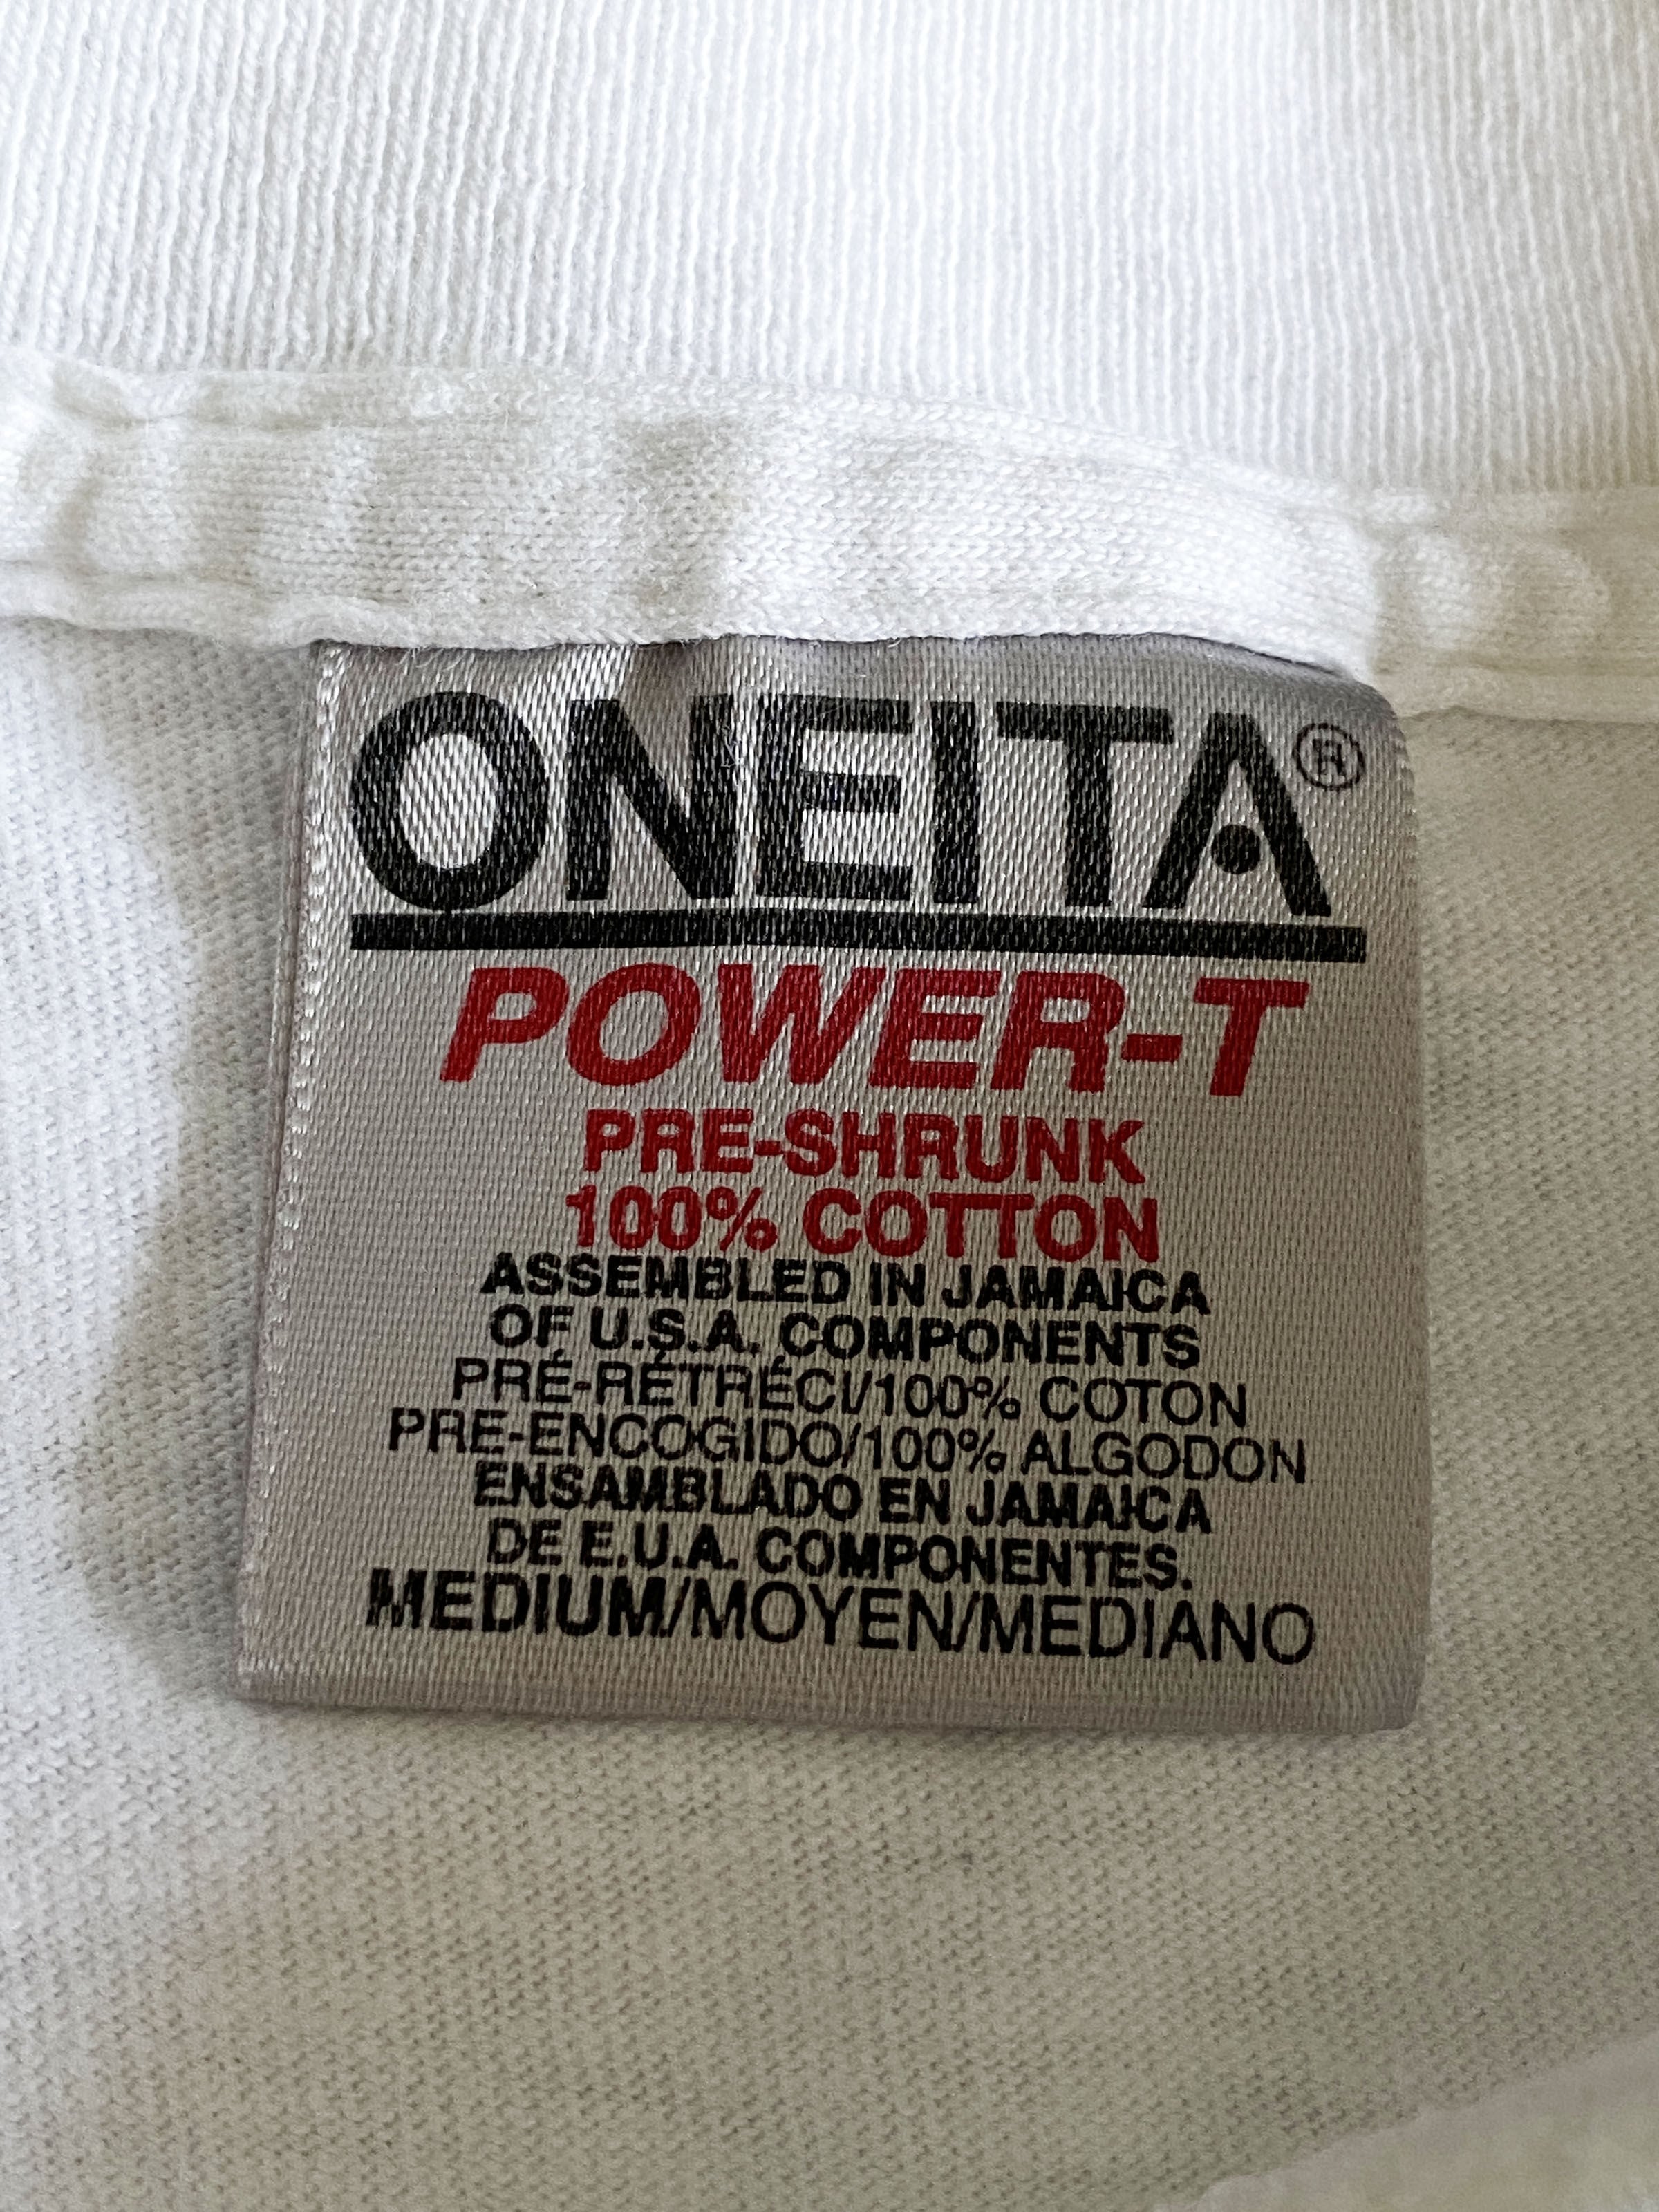 ONEITA®
POWER-T
PRE-SHRUNK
100% COTTON
ASSEMBLED IN JAMAICA
OF U.S.A. COMPONENTS
PRÉ-RÉTRÉCI/100% COTON
PRE-ENCOGIDO/100% ALGODON
ENSAMBLADO EN JAMAICA
DE E.U.A. COMPONENTES.
MEDIUM/MOYEN/MEDIANO